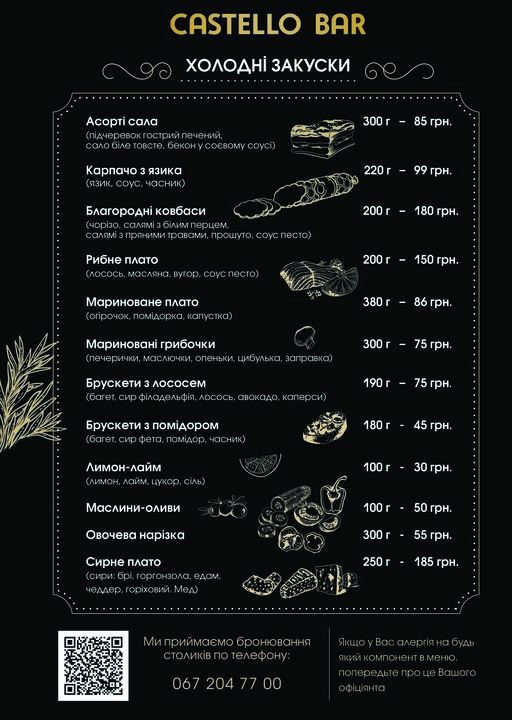 CASTELLO BAR
ХОЛОДНІ ЗАКУСКИ
Асорті сала 300 г – 85 грн.
(підчеревок гострий печений,
сало біле товсте, бекон у соєвому соусі)
Карпачо з язика 220 г – 99 грн.
(язик, соус, часник)
Благородні ковбаси 200 г – 180 грн.
(чорізо, салямі з білим перцем,
салямі з пряними травами, прошуто, соус песто)
Рибне плато 200 г – 150 грн.
(лосось, масляна, вугор, соус песто)
Мариноване плато 380 г – 86 грн.
(огірочок, помідорка, капустка)
Мариновані грибочки 300 г – 75 грн.
(печерички, маслючки, опеньки, цибулька, заправка)
Брускети з лососем 190 г – 75 грн.
(багет, сир філадельфія, лосось, авокадо, каперси)
Брускети з помідором 180 г - 45 грн.
(багет, сир фета, помідор, часник)
Лимон-лайм 100 г - 30 грн.
(лимон, лайм, цукор, сіль)
Маслини-оливи 100 г - 50 грн.
Овочева нарізка 300 г - 55 грн.
Сирне плато 250 г - 185 грн.
(сири: брі, горгонзола, едам,
чеддер, горіховий. Мед)
Ми приймаємо бронювання
столиків по телефону:
067 204 77 00
Якщо у Вас алергія на будь
який компонент в меню,
попередьте про це Вашого
офіціянта